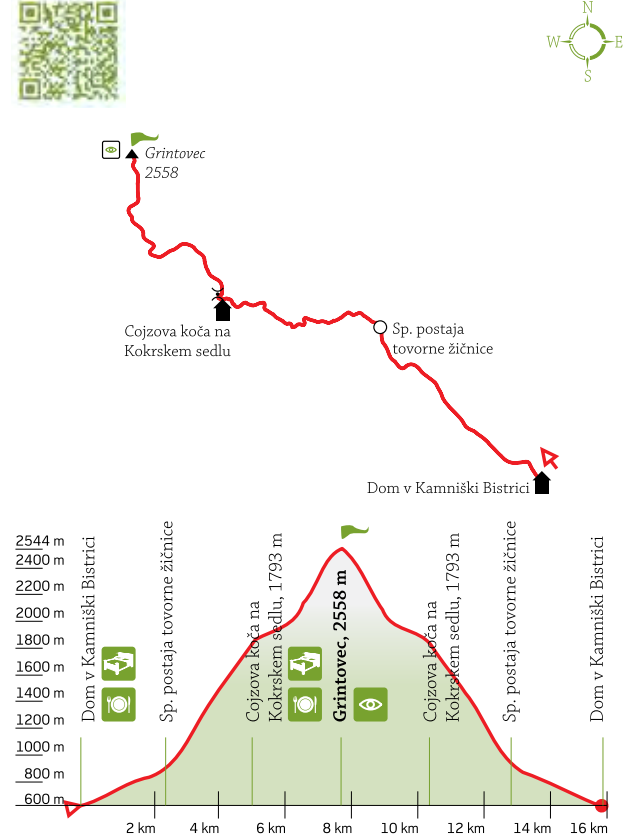 N
W E
S
Grintovec
2558
Cojzova koča na
Kokrskem sedlu
Sp. postaja
tovorne žičnice
Dom v Kamniški Bistrici
2544 m
2400 m
2200 m
2000 m
1800 m
1600 m
1400 m
1200 m
1000 m
800 m
600 m
Dom v Kamniški Bistrici
Sp. postaja tovorne žičnice
Cojzova koča na
Kokrskem sedlu, 1793 m
Grintovec, 2558 m
Cojzova koča na
Kokrskem sedlu, 1793 m
Sp. postaja tovorne žičnice
Dom v Kamniški Bistrici
2 km
4 km
6 km
8 km
10 km
12 km
14 km
16 km